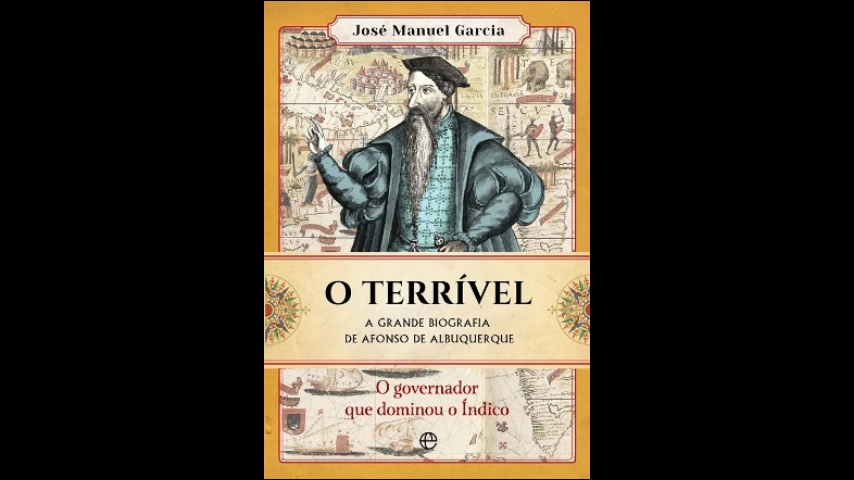 José Manuel Garcia
O TERRÍVEL
A GRANDE BIOGRAFIA
DE AFONSO DE ALBUQUERQUE
O governador
que dominou o Índico